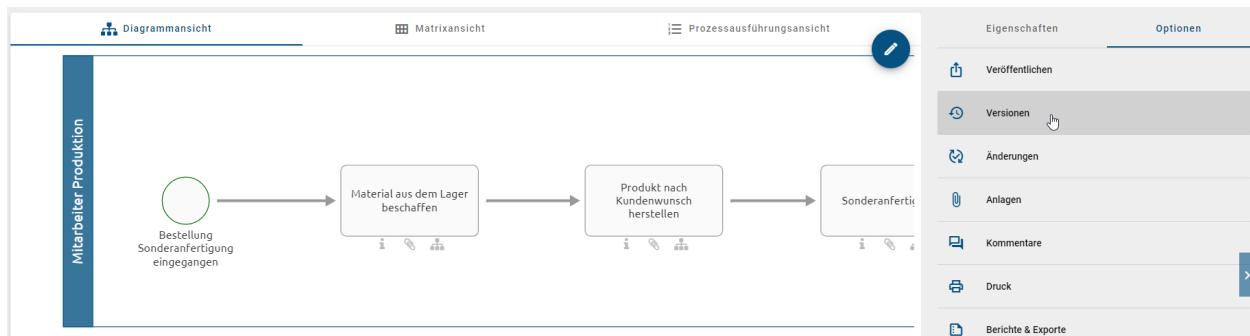 Diagrammansicht
Matrixansicht
Prozessausführungsansicht
Eigenschaften
Optionen
Veröffentlichen
Versionen
Änderungen
Anlagen
Kommentare
Druck
Berichte & Exporte
Mitarbeiter Produktion
Bestellung
Sonderanfertigung
eingegangen
Material aus dem Lager
beschaffen
Produkt nach
Kundenwunsch
herstellen